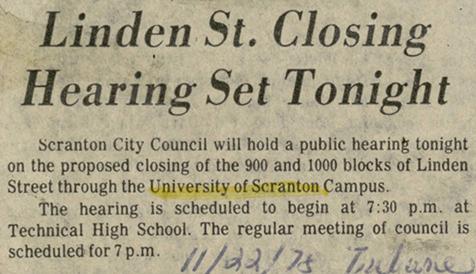 Linden St. Closing
Hearing Set Tonight
Scranton City Council will hold a public hearing tonight
on the proposed closing of the 900 and 1000 blocks of Linden
Street through the University of Scranton Campus.
The hearing is scheduled to begin at 7:30 p.m. at
Technical High School. The regular meeting of council is
scheduled for 7 p.m.
11/22/78